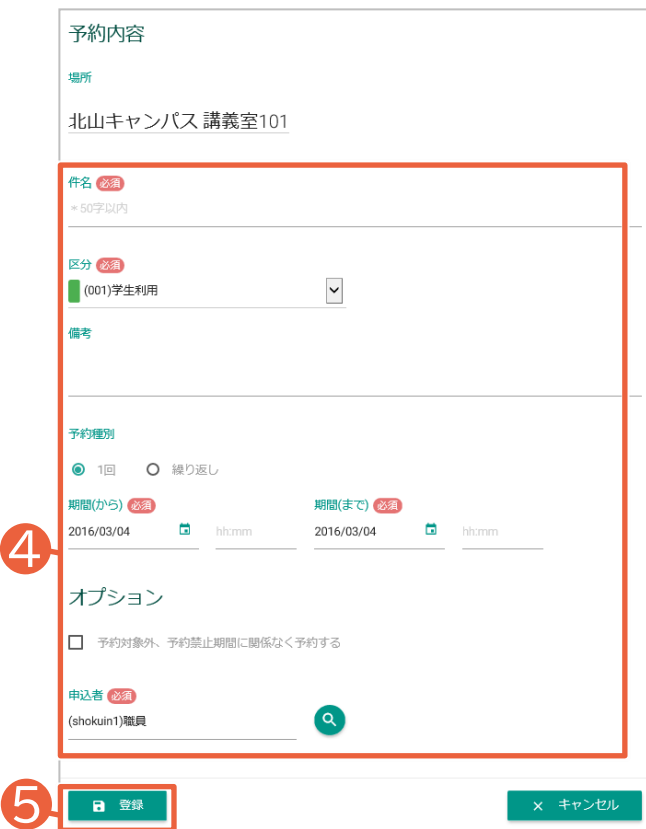 予約内容
場所
北山キャンパス 講義室101
件名 必須
* 50字以内
区分 必須
(001)学生利用
備考
予約種別
1回 繰り返し
期間(から) 必須 期間(まで) 必須
2016/03/04 hh:mm 2016/03/04 hh:mm
4
オプション
予約対象外、予約禁止期間に関係なく予約する
申込者 必須
(shokuin1)職員
5 登録 × キャンセル